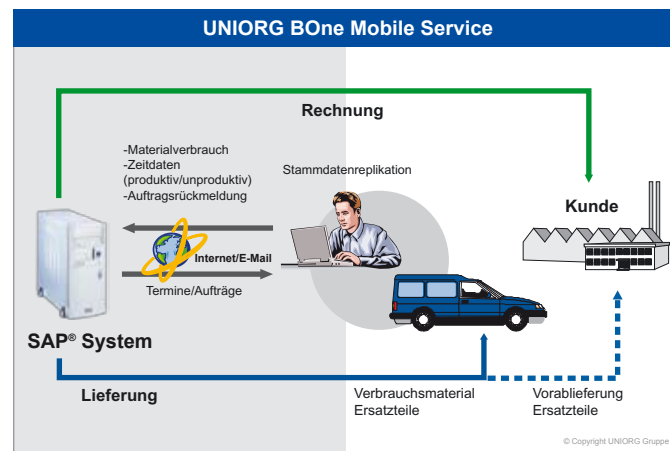 UNIORG BOne Mobile Service
Rechnung
-Materialverbrauch
-Zeitdaten
(produktiv/unproduktiv)
-Auftragsrückmeldung
Stammdatenreplikation
Kunde
Internet/E-Mail
Termine/Aufträge
SAP® System
Lieferung
Verbrauchsmaterial
Ersatzteile
Vorablieferung
Ersatzteile
© Copyright UNIORG Gruppe